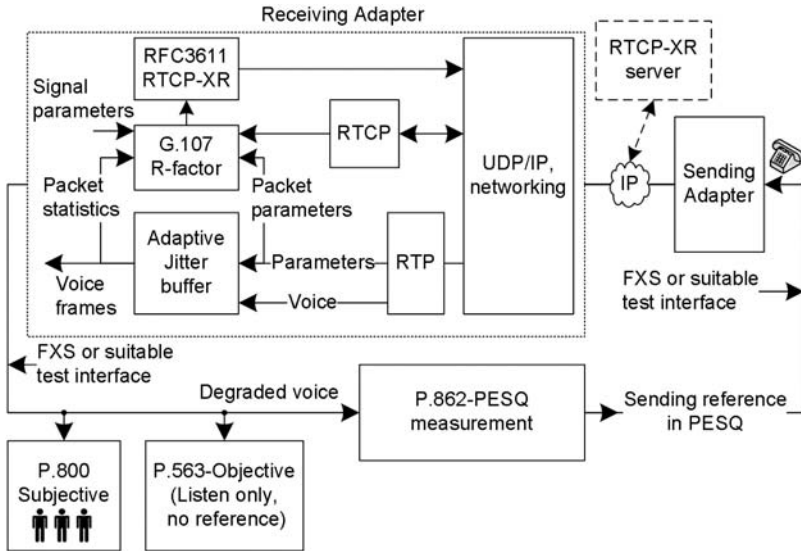 Receiving Adapter
RFC3611
RTCP-XR
RTCP-XR
server
Signal
parameters
G.107
R-factor
RTCP
UDP/IP,
networking
IP
Sending
Adapter
Packet
statistics
Packet
parameters
Adaptive
Jitter
buffer
Parameters
RTP
Voice
frames
Voice
FXS or suitable
test interface
FXS or suitable
test interface
Degraded voice
P.862-PESQ
measurement
Sending reference
in PESQ
P.800
Subjective
P.563-Objective
(Listen only,
no reference)